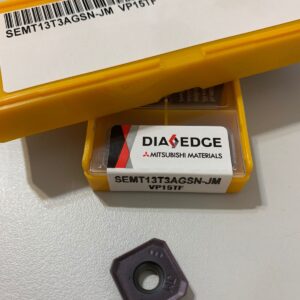 SEMT13T3AGSN-JM VP15TF
DIAEDGE
MITSUBISHI MATERIALS
SEMT13T3AGSN-JM
VP15TF